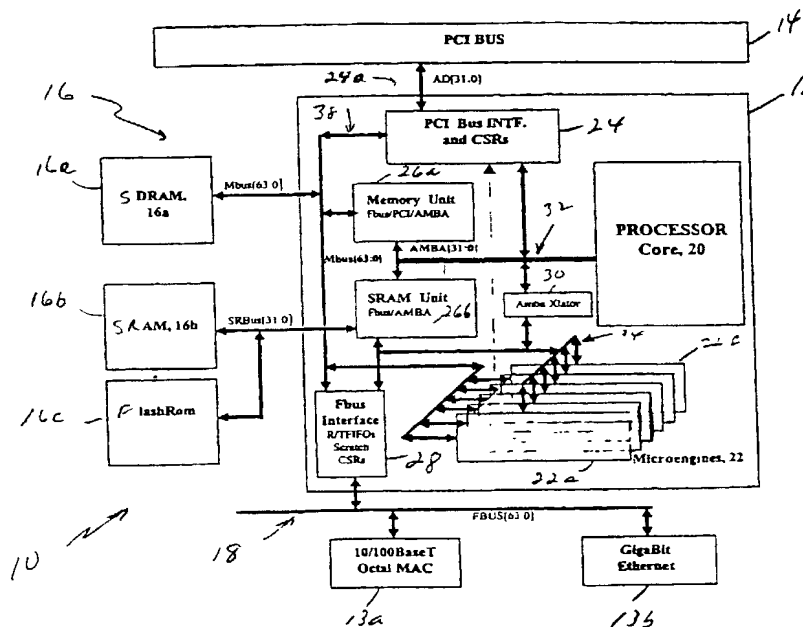 PCI BUS
14
24a
AD[31.0]
16
38
PCI Bus INTF.
and CSRs
24
16a
SDRAM,
16a
Mbus(63:0)
26a
Memory Unit
Fbus/PCI/AMBA
32
PROCESSOR
Core, 20
AMBA[31:0]
Mbus(63:0)
30
16b
SRAM, 16b
SRBus(31:0)
SRAM Unit
Fbus/AMBA
26b
Amba Xlator
34
16c
FlashRom
Fbus
Interface
R/TFIFOs
Scratch
CSRs
28
Microengines, 22
22a
18
FBUS(63:0)
10
10/100BaseT
Octal MAC
GigaBit
Ethernet
13a
13b